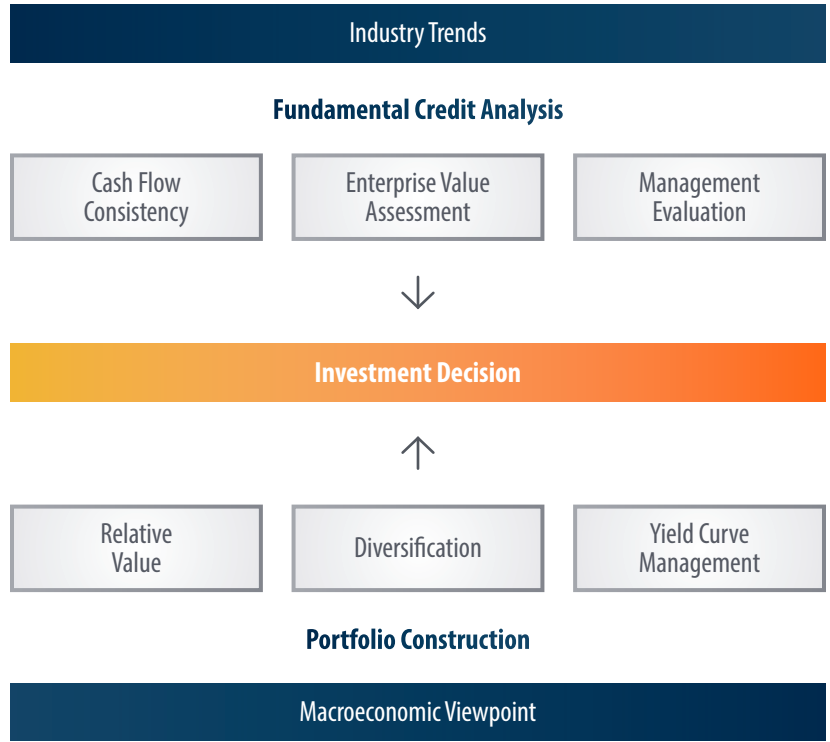 Industry Trends
Fundamental Credit Analysis
Cash Flow
Consistency
Enterprise Value
Assessment
Management
Evaluation
Investment Decision
Relative
Value
Diversification
Yield Curve
Management
Portfolio Construction
Macroeconomic Viewpoint